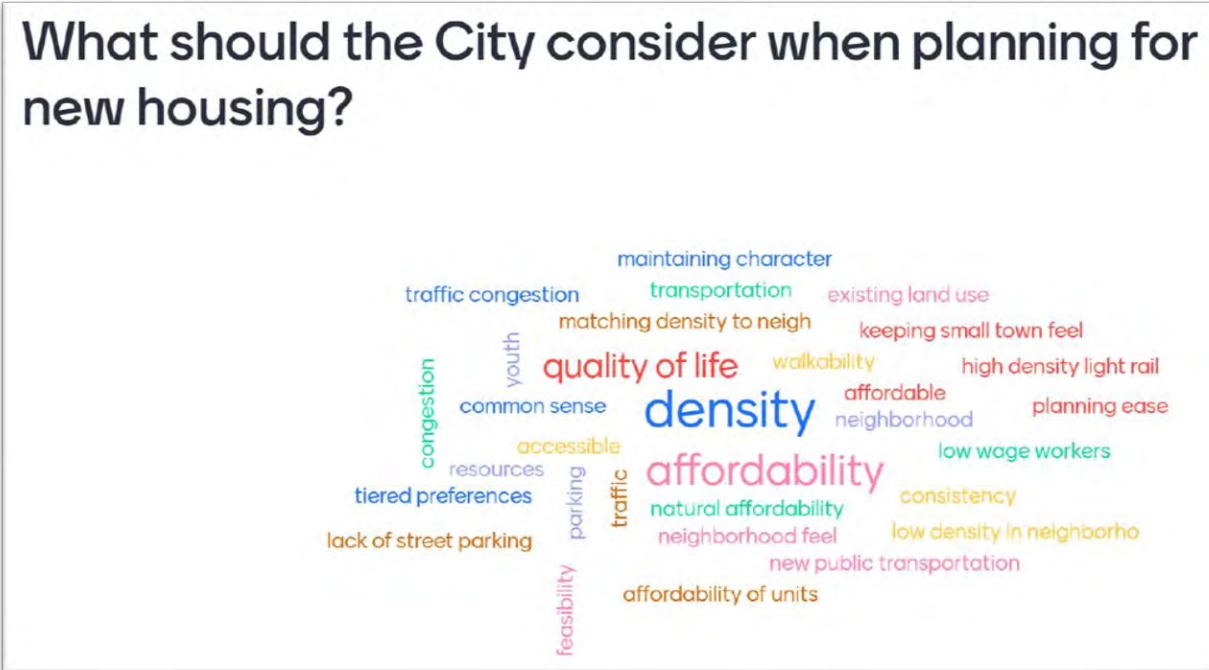 What should the City consider when planning for
new housing?
maintaining character
traffic congestion
transportation
existing land use
matching density to neigh
keeping small town feel
youth
quality of life
walkability
high density light rail
congestion
common sense
density
affordable
neighborhood
planning ease
accessible
low wage workers
resources
parking
traffic
affordability
tiered preferences
natural affordability
consistency
lack of street parking
neighborhood feel
low density in neighborho
new public transportation
feasibility
affordability of units